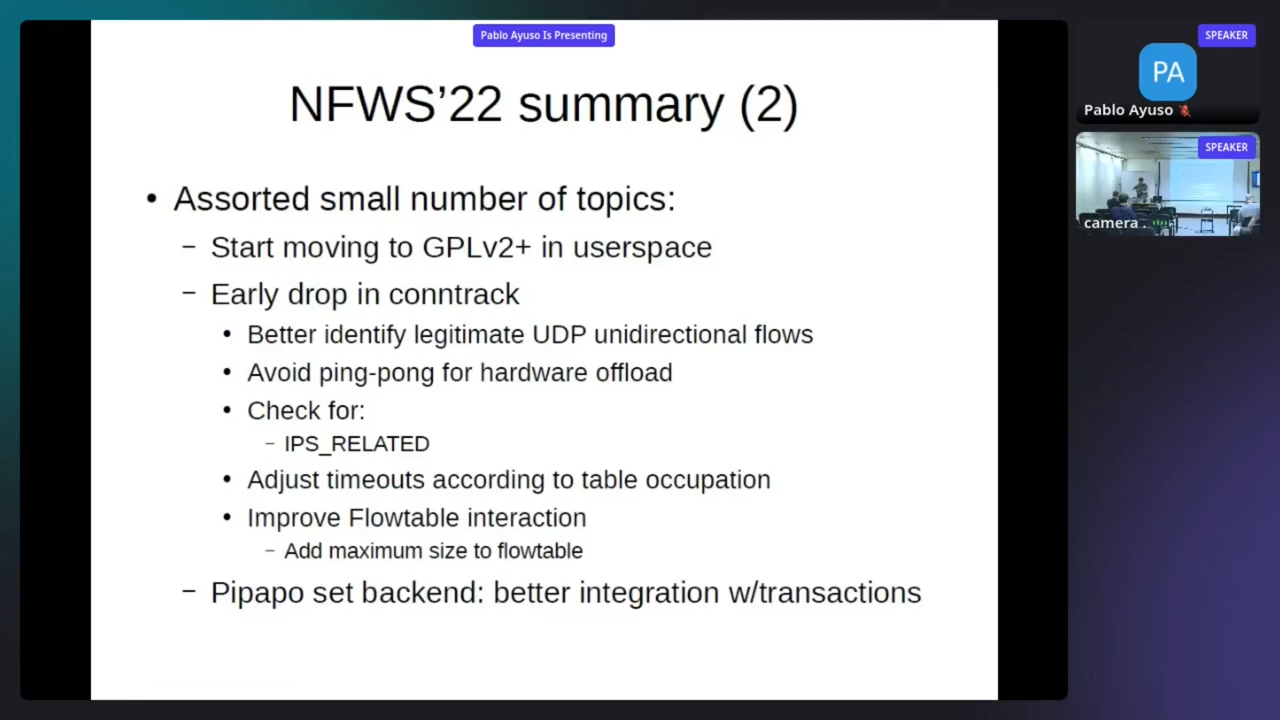 Pablo Ayuso Is Presenting
NFWS’22 summary (2)
• Assorted small number of topics:
– Start moving to GPLv2+ in userspace
– Early drop in conntrack
• Better identify legitimate UDP unidirectional flows
• Avoid ping-pong for hardware offload
• Check for:
– IPS_RELATED
• Adjust timeouts according to table occupation
• Improve Flowtable interaction
– Add maximum size to flowtable
– Pipapo set backend: better integration w/transactions
SPEAKER
PA
Pablo Ayuso
SPEAKER
camera .